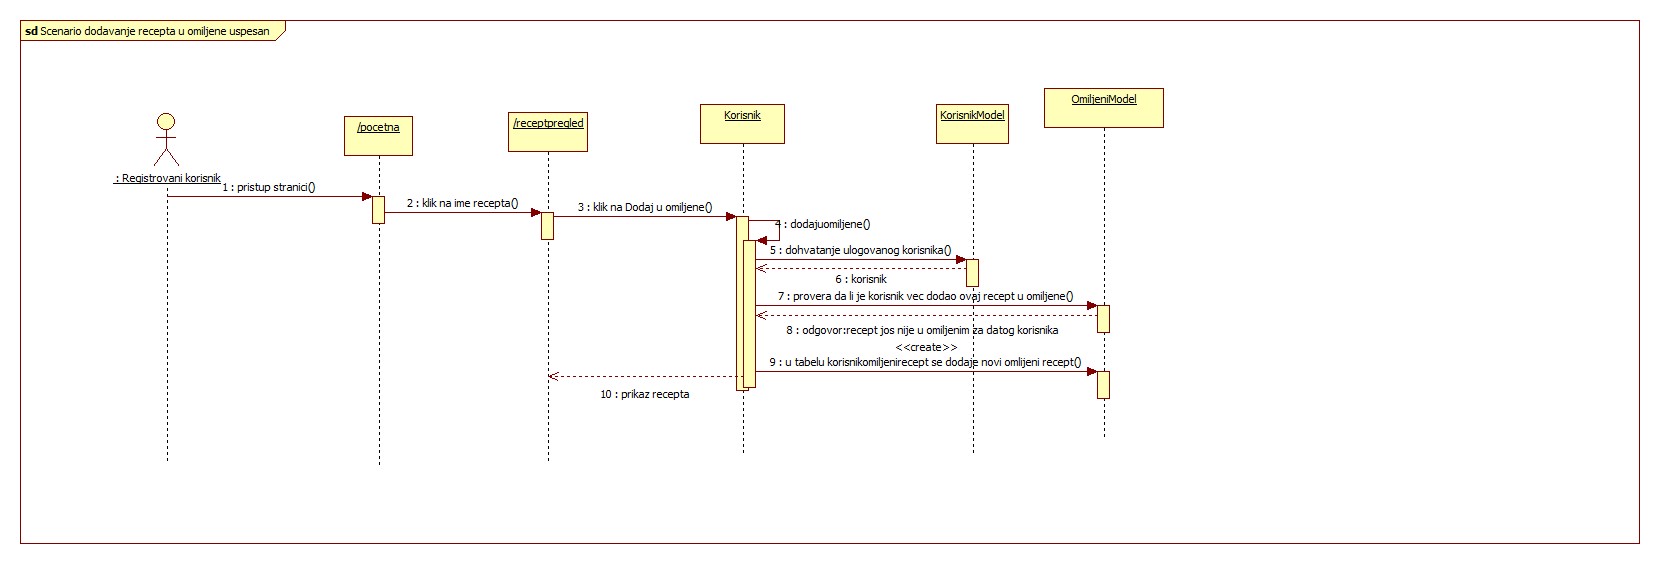 sd Scenario dodavanje recepta u omiljene uspesan
OmiljeniModel
Korisnik
KorisnikModel
/receptpregled
/pocetna
: Registrovani korisnik
1 : pristup stranici()
2 : klik na ime recepta()
3 : klik na Dodaj u omiljene()
4 : dodajuomiljene()
5 : dohvatanje ulogovanog korisnika()
6 : korisnik
7 : provera da li je korisnik vec dodao ovaj recept u omiljene()
8 : odgovor:recept jos nije u omiljenim za datog korisnika
<<create>>
9 : u tabelu korisnikomiljenirecept se dodaje novi omlijeni recept()
10 : prikaz recepta